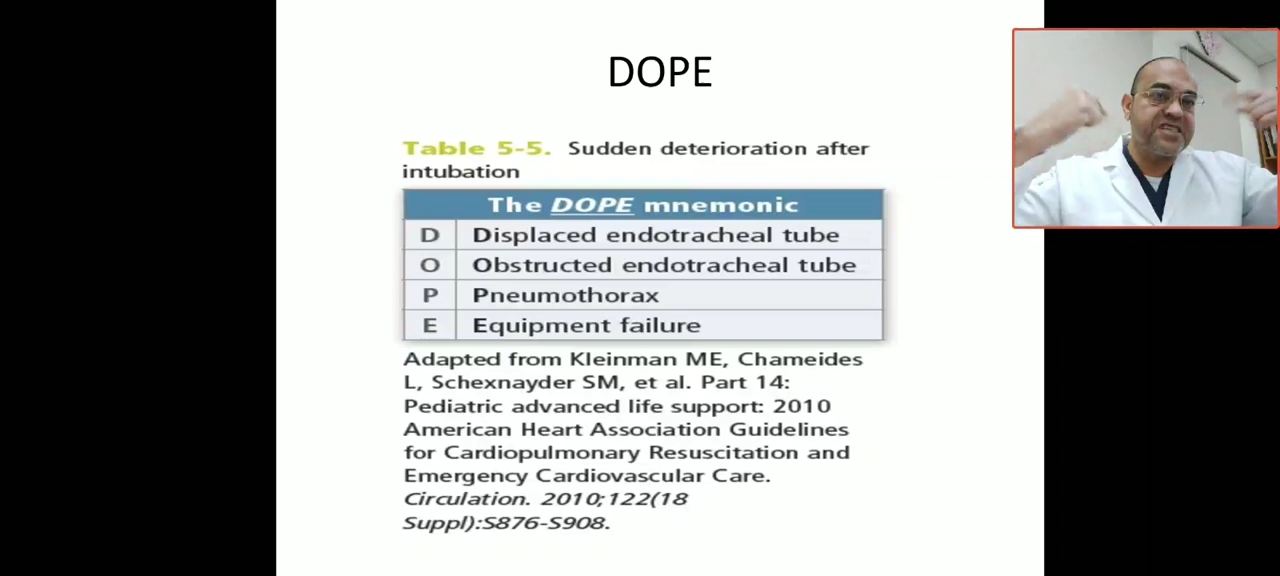 DOPE
Table 5-5. Sudden deterioration after
intubation
The DOPE mnemonic
D Displaced endotracheal tube
O Obstructed endotracheal tube
P Pneumothorax
E Equipment failure
Adapted from Kleinman ME, Chameides
L, Schexnayder SM, et al. Part 14:
Pediatric advanced life support: 2010
American Heart Association Guidelines
for Cardiopulmonary Resuscitation and
Emergency Cardiovascular Care.
Circulation. 2010;122(18
Suppl):S876-S908.